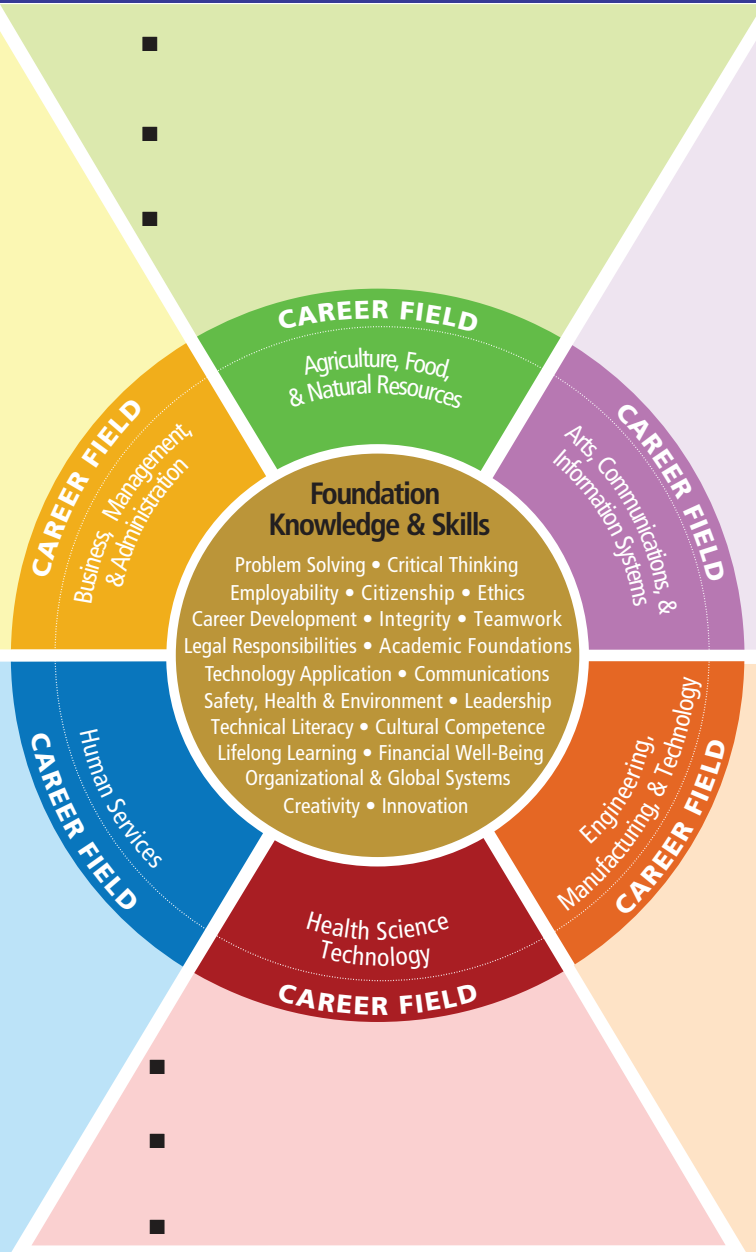 CAREER FIELD
Agriculture, Food,
& Natural Resources
CAREER FIELD
Business, Management,
& Administration
CAREER FIELD
Arts, Communications, &
Information Systems
Foundation
Knowledge & Skills
Problem Solving • Critical Thinking
Employability • Citizenship • Ethics
Career Development • Integrity • Teamwork
Legal Responsibilities • Academic Foundations
Technology Application • Communications
Safety, Health & Environment • Leadership
Technical Literacy • Cultural Competence
Lifelong Learning • Financial Well-Being
Organizational & Global Systems
Creativity • Innovation
Human Services
CAREER FIELD
Engineering,
Manufacturing, & Technology
CAREER FIELD
Health Science
Technology
CAREER FIELD